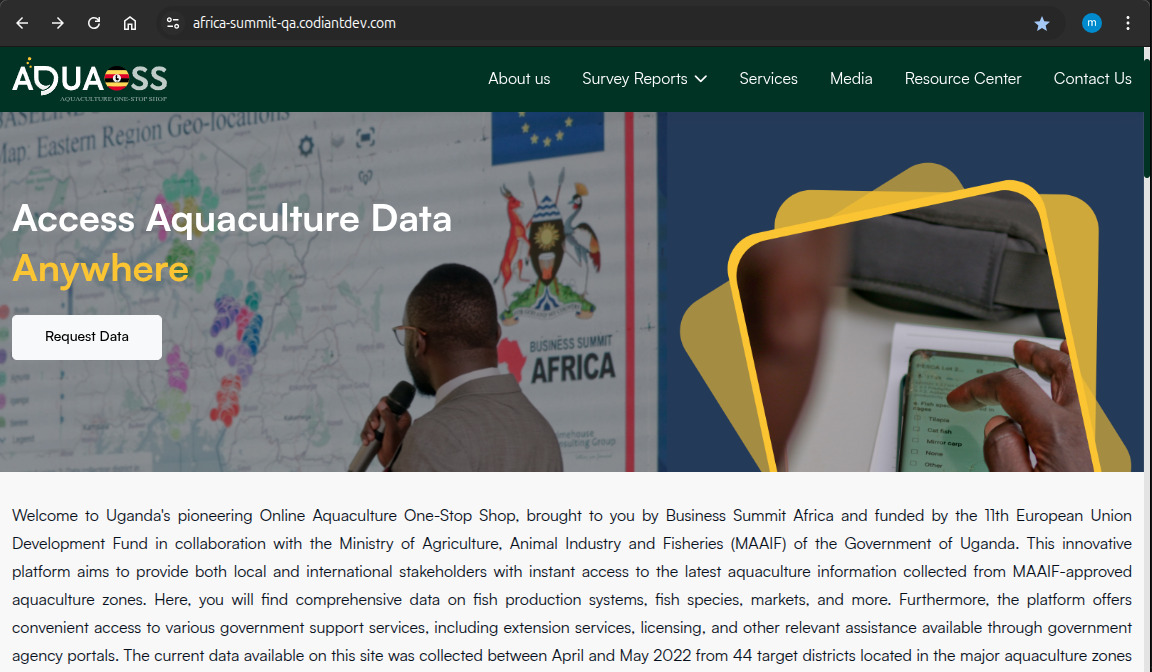 africa-summit-qa.codiantdev.com
m
AQUAOSS
AQUACULTURE ONE-STOP SHOP
About us
Survey Reports
Services
Media
Resource Center
Contact Us
Map: Eastern Region Geo-locations
Access Aquaculture Data
Anywhere
Request Data
BUSINESS SUMMIT
AFRICA
Tilapia
Cat fish
Mirror carp
None
Other
Welcome to Uganda's pioneering Online Aquaculture One-Stop Shop, brought to you by Business Summit Africa and funded by the 11th European Union
Development Fund in collaboration with the Ministry of Agriculture, Animal Industry and Fisheries (MAAIF) of the Government of Uganda. This innovative
platform aims to provide both local and international stakeholders with instant access to the latest aquaculture information collected from MAAIF-approved
aquaculture zones. Here, you will find comprehensive data on fish production systems, fish species, markets, and more. Furthermore, the platform offers
convenient access to various government support services, including extension services, licensing, and other relevant assistance available through government
agency portals. The current data available on this site was collected between April and May 2022 from 44 target districts located in the major aquaculture zones